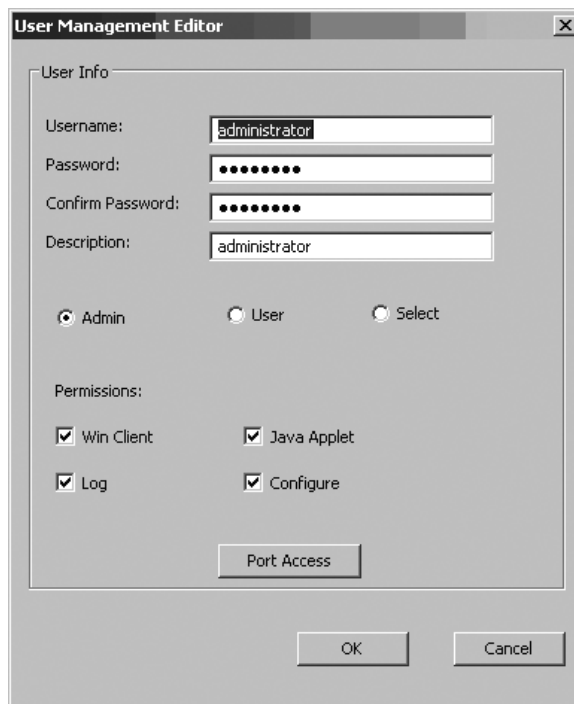 User Management Editor
User Info
Username: administrator
Password: ●●●●●●●●
Confirm Password: ●●●●●●●●
Description: administrator
Admin User Select
Permissions:
Win Client Java Applet
Log Configure
Port Access
OK Cancel